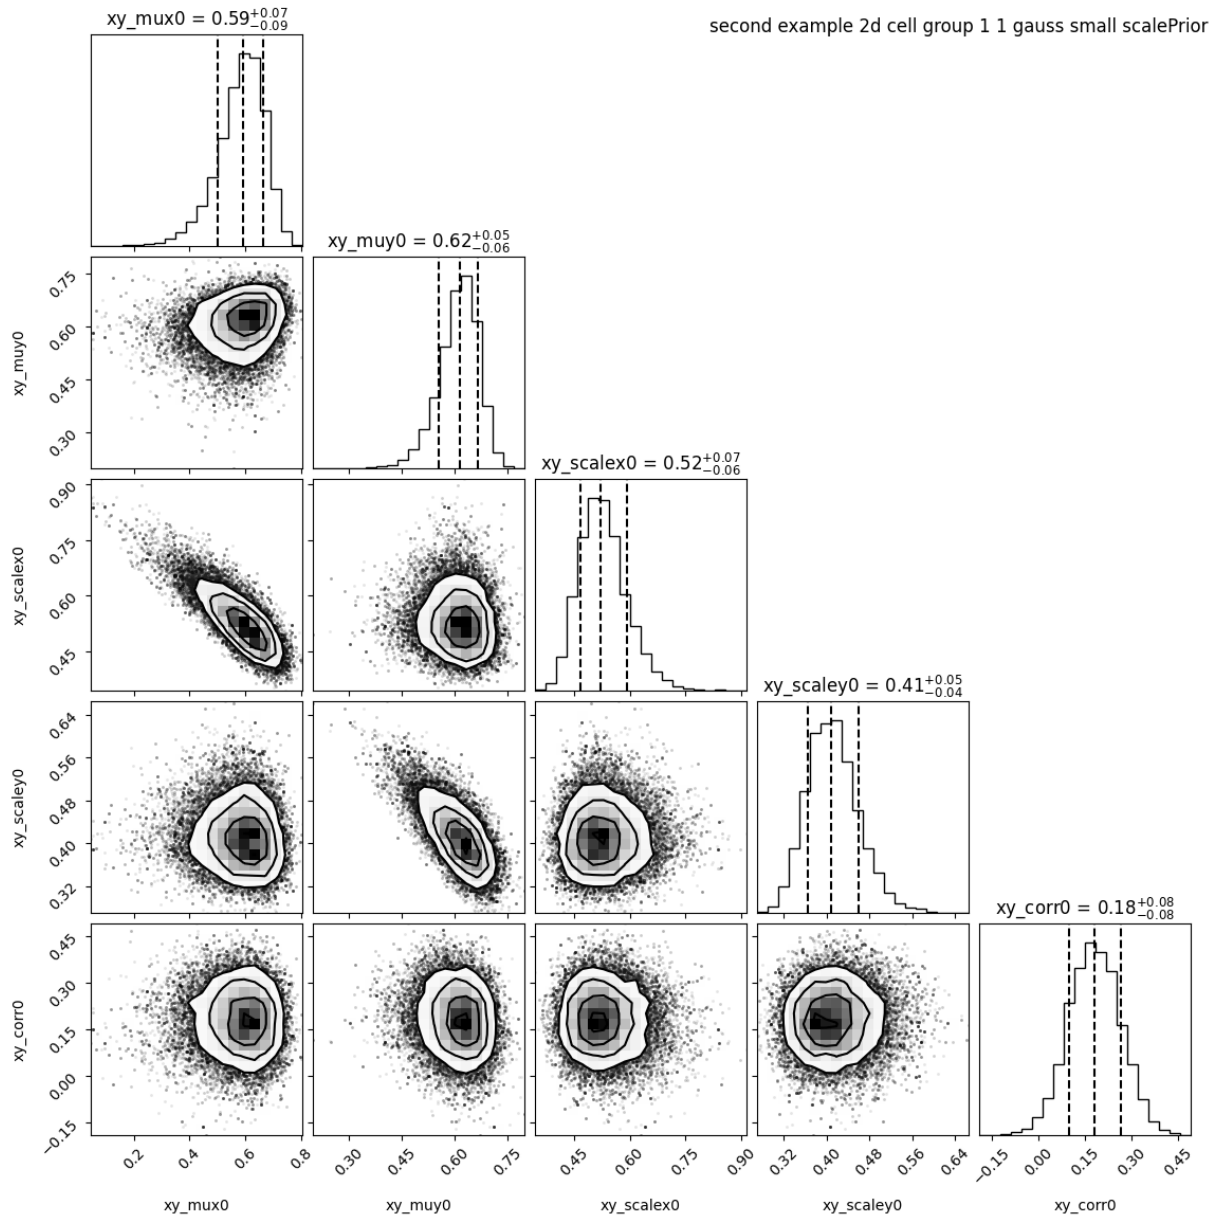 xy_mux0 = 0.59+0.07−0.09
second example 2d cell group 1 1 gauss small scalePrior
xy_muy0 = 0.62+0.05−0.06
0.75
0.60
0.45
0.30
xy_muy0
xy_scalex0 = 0.52+0.07−0.06
0.90
0.75
0.60
0.45
xy_scalex0
xy_scaley0 = 0.41+0.05−0.04
0.64
0.56
0.48
0.40
0.32
xy_scaley0
xy_corr0 = 0.18+0.08−0.08
0.45
0.30
0.15
0.00
−0.15
xy_corr0
0.2 0.4 0.6 0.8
0.30 0.45 0.60 0.75
0.45 0.60 0.75 0.90
0.32 0.40 0.48 0.56 0.64
−0.15 0.00 0.15 0.30 0.45
xy_mux0 xy_muy0 xy_scalex0 xy_scaley0 xy_corr0